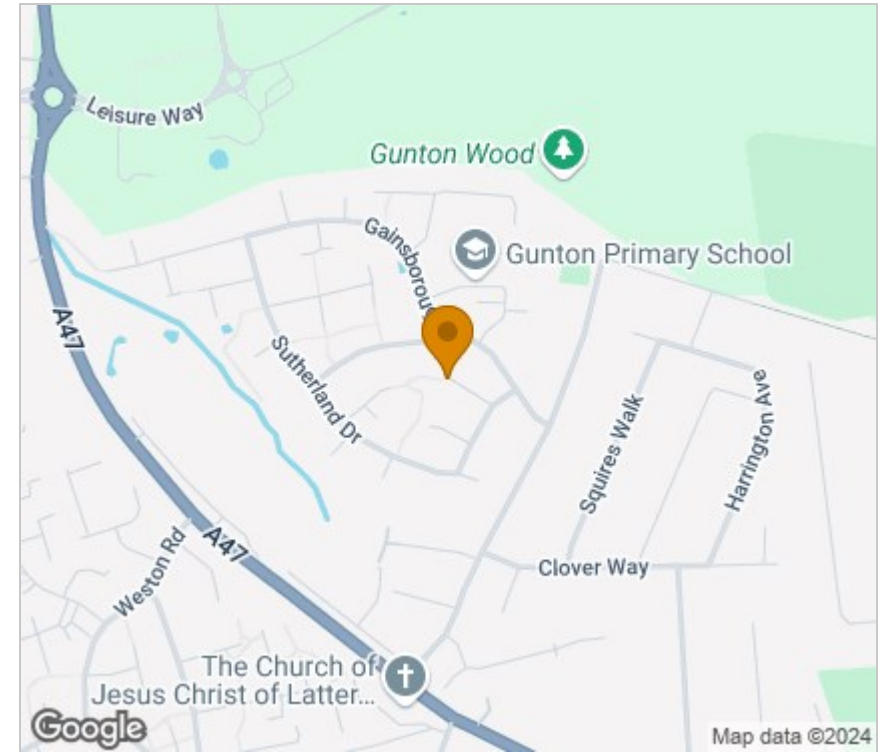 Leisure Way
Gunton Wood
Gainsborou
Gunton Primary School
A47
Sutherland Dr
Squires Walk
Harrington Ave
Weston Rd
A47
Clover Way
The Church of
Jesus Christ of Latter...
Google
Map data ©2024